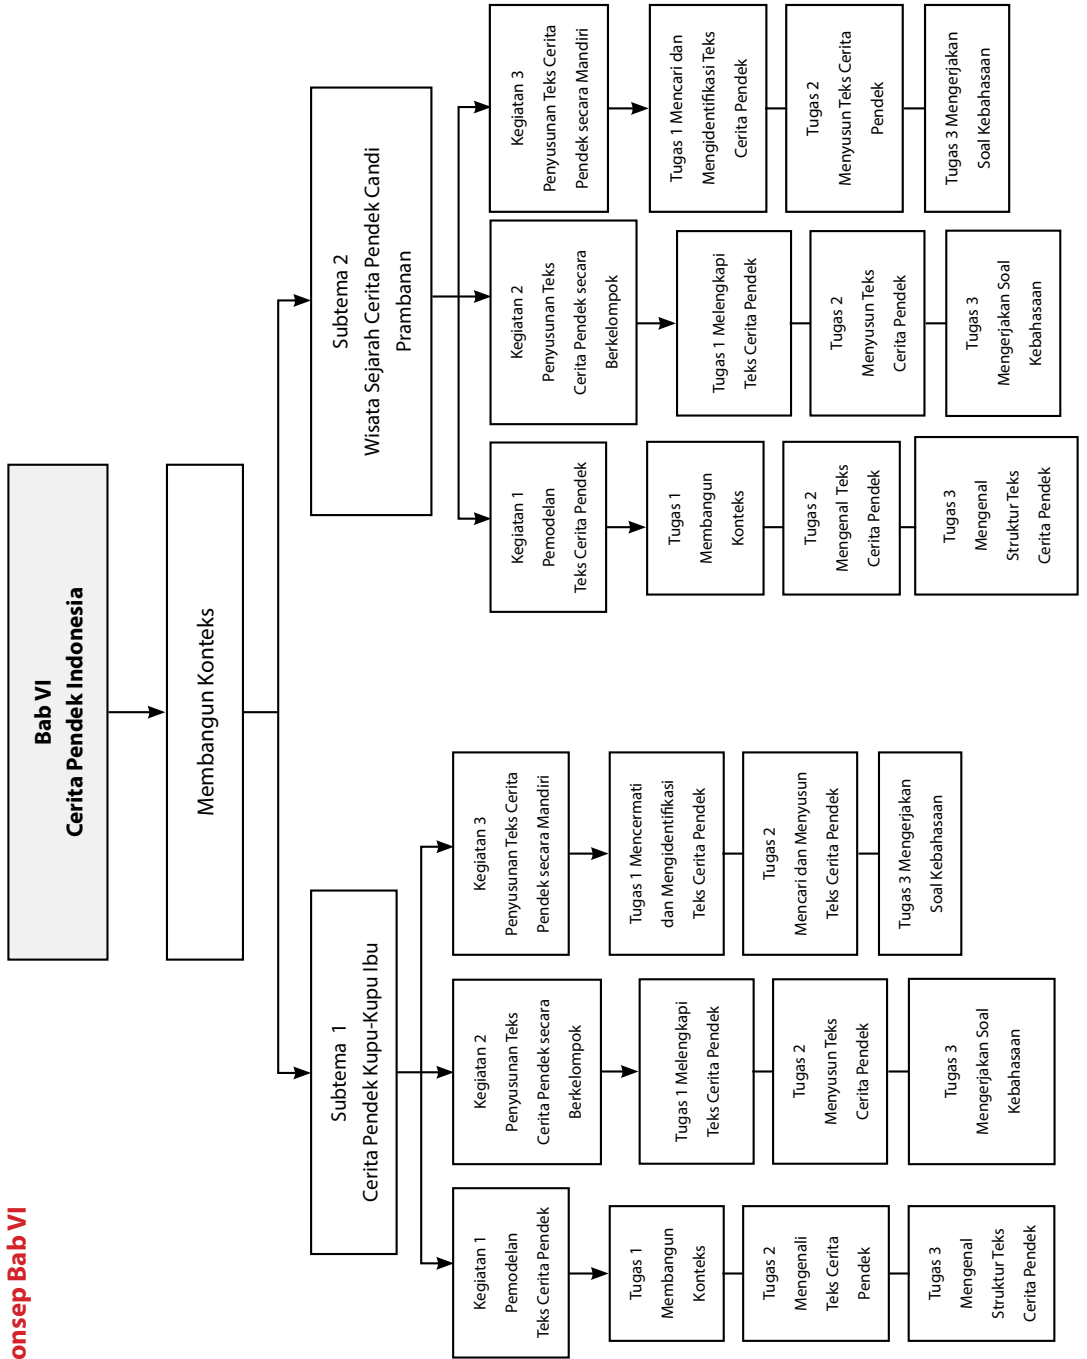 onsep Bab VI
Bab VI
Cerita Pendek Indonesia
Membangun Konteks
Subtema 1
Cerita Pendek Kupu-Kupu Ibu
Kegiatan 1
Pemodelan
Teks Cerita Pendek
Tugas 1
Membangun
Konteks
Tugas 2
Mengenali
Teks Cerita
Pendek
Tugas 3
Mengenal
Struktur Teks
Cerita Pendek
Kegiatan 2
Penyusunan Teks
Cerita Pendek secara
Berkelompok
Tugas 1 Melengkapi
Teks Cerita Pendek
Tugas 2
Menyusun Teks
Cerita Pendek
Tugas 3
Mengerjakan Soal
Kebahasaan
Kegiatan 3
Penyusunan Teks Cerita
Pendek secara Mandiri
Tugas 1 Mencermati
dan Mengidentifikasi
Teks Cerita Pendek
Tugas 2
Mencari dan Menyusun
Teks Cerita Pendek
Tugas 3 Mengerjakan
Soal Kebahasaan
Subtema 2
Wisata Sejarah Cerita Pendek Candi
Prambanan
Kegiatan 1
Pemodelan
Teks Cerita Pendek
Tugas 1
Membangun
Konteks
Tugas 2
Mengenal Teks
Cerita Pendek
Tugas 3
Mengenal
Struktur Teks
Cerita Pendek
Kegiatan 2
Penyusunan Teks
Cerita Pendek secara
Berkelompok
Tugas 1 Melengkapi
Teks Cerita Pendek
Tugas 2
Menyusun Teks
Cerita Pendek
Tugas 3
Mengerjakan Soal
Kebahasaan
Kegiatan 3
Penyusunan Teks Cerita
Pendek secara Mandiri
Tugas 1 Mencari dan
Mengidentifikasi Teks
Cerita Pendek
Tugas 2
Menyusun Teks Cerita
Pendek
Tugas 3 Mengerjakan
Soal Kebahasaan